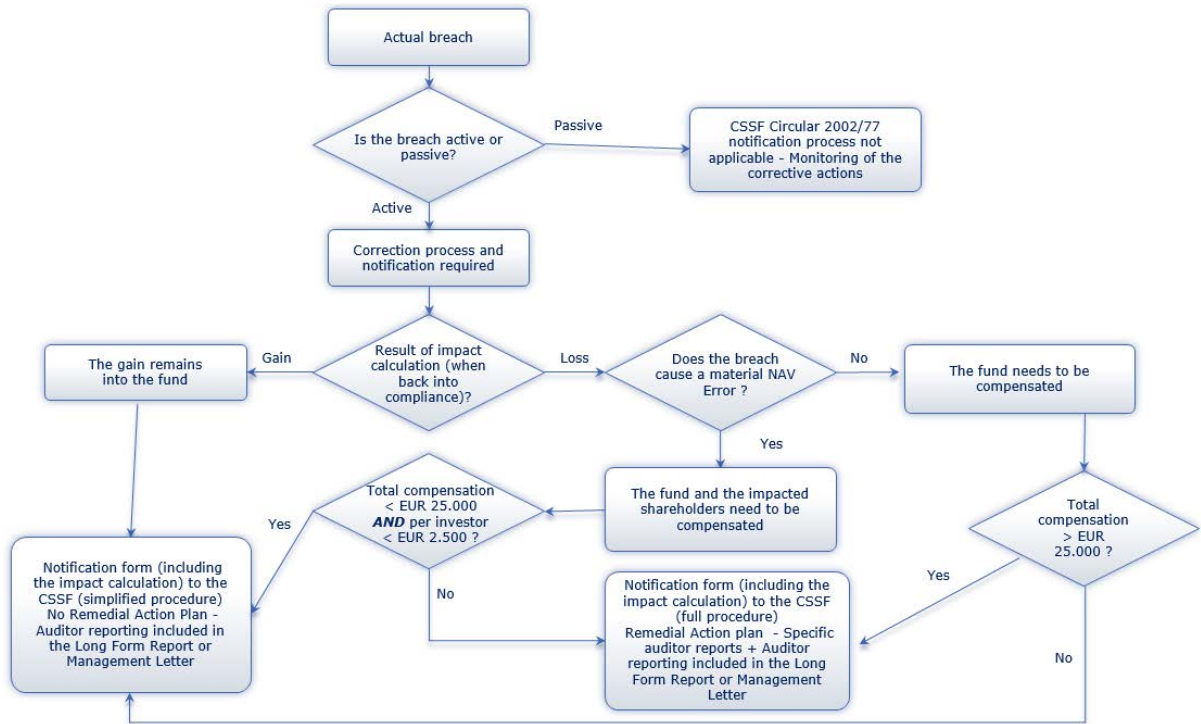 Actual breach
Is the breach active or
passive?
Passive
CSSF Circular 2002/77
notification process not
applicable - Monitoring of the
corrective actions
Active
Correction process and
notification required
The gain remains
into the fund
Gain
Result of impact
calculation (when
back into
compliance)?
Loss
Does the breach
cause a material NAV
Error ?
No
The fund needs to be
compensated
Yes
Total compensation
< EUR 25.000
AND per investor
< EUR 2.500 ?
The fund and the impacted
shareholders need to be
compensated
Total
compensation
> EUR
25.000 ?
Yes
No
Yes
No
Notification form (including
the impact calculation) to the
CSSF (simplified procedure)
No Remedial Action Plan -
Auditor reporting included in
the Long Form Report or
Management Letter
Notification form (including the
impact calculation) to the CSSF
(full procedure)
Remedial Action plan - Specific
auditor reports + Auditor
reporting included in the Long
Form Report or Management
Letter